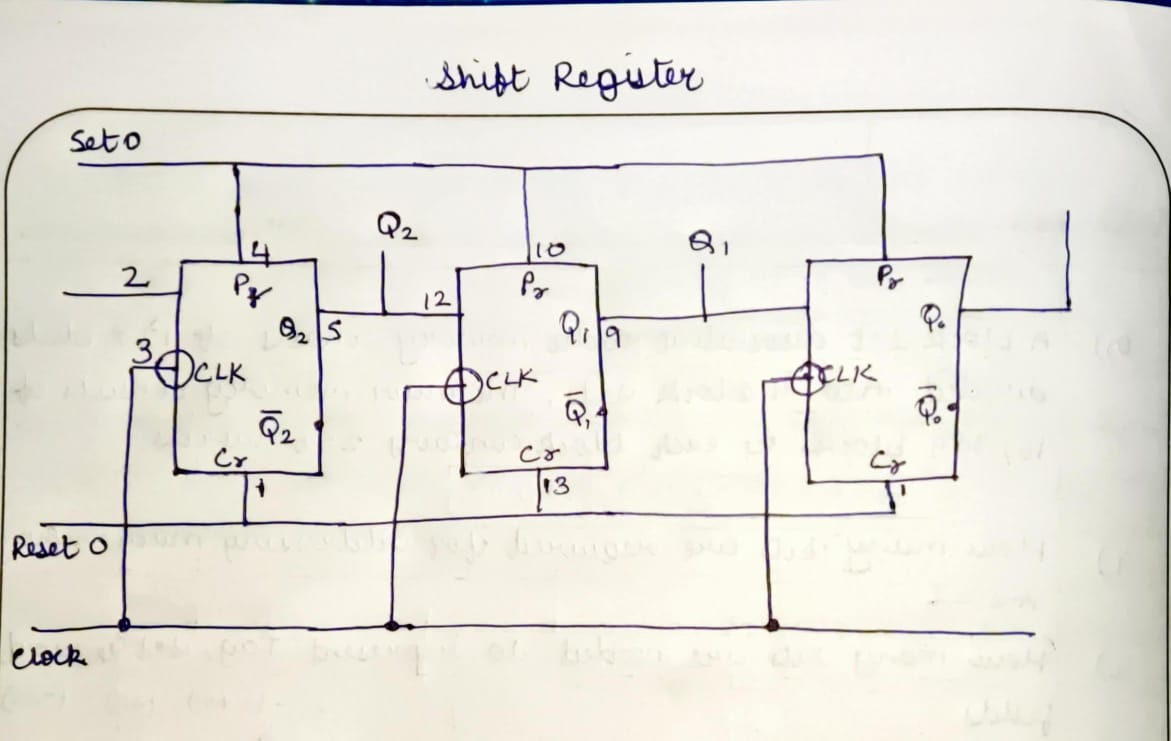 Shift Register
Set 0
Q₂
Q₁
4
10
2
Pr
Pr
Pr
12
Q₂ 5
Q₁ 9
Q₀
3
CLK
CLK
CLK
Q̅₂
Q̅₁
Q̅₀
Cr
Cr
Cr
1
13
1
Reset 0
Clock